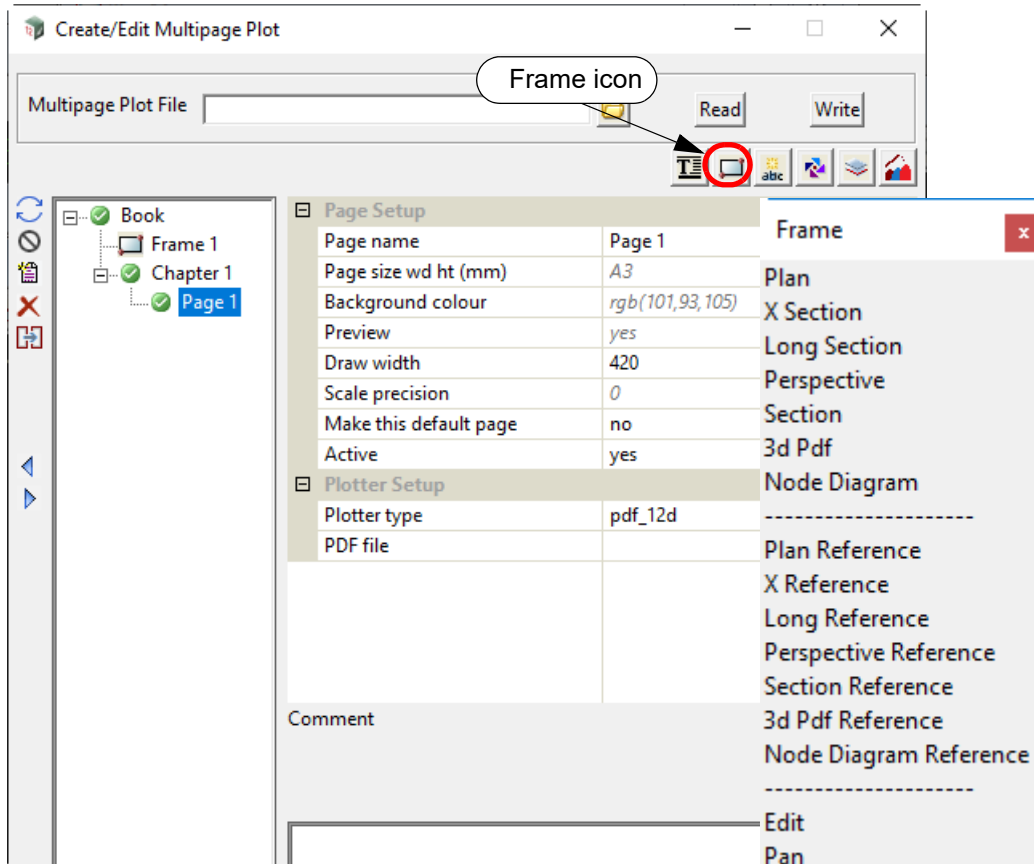 Create/Edit Multipage Plot
Frame icon
Multipage Plot File
Read
Write
T
abc
Book
Frame 1
Chapter 1
Page 1
Page Setup
Page name Page 1
Page size wd ht (mm) A3
Background colour rgb(101,93,105)
Preview yes
Draw width 420
Scale precision 0
Make this default page no
Active yes
Plotter Setup
Plotter type pdf_12d
PDF file
Comment
Frame
x
Plan
X Section
Long Section
Perspective
Section
3d Pdf
Node Diagram
---------------------
Plan Reference
X Reference
Long Reference
Perspective Reference
Section Reference
3d Pdf Reference
Node Diagram Reference
---------------------
Edit
Pan